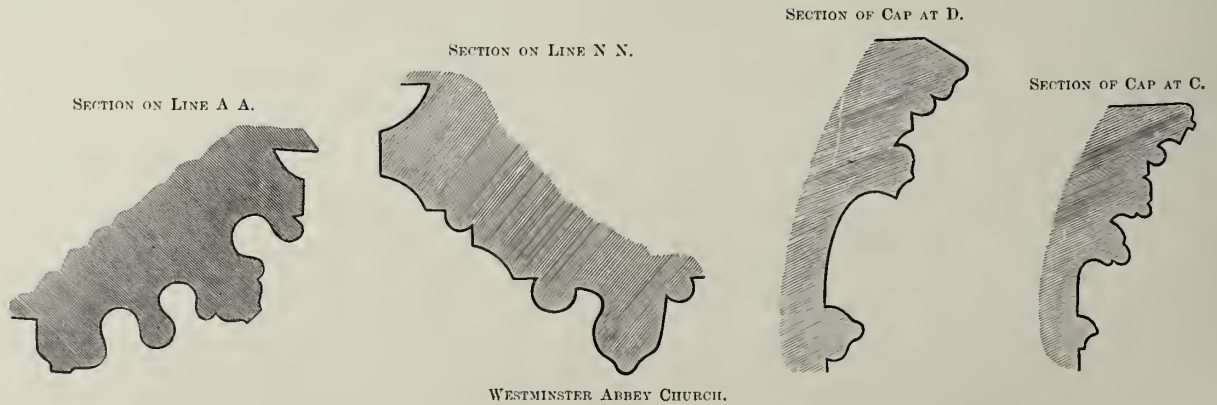 Section of Cap at D.
Section on Line N N.
Section of Cap at C.
Section on Line A A.
Westminster Abbey Church.